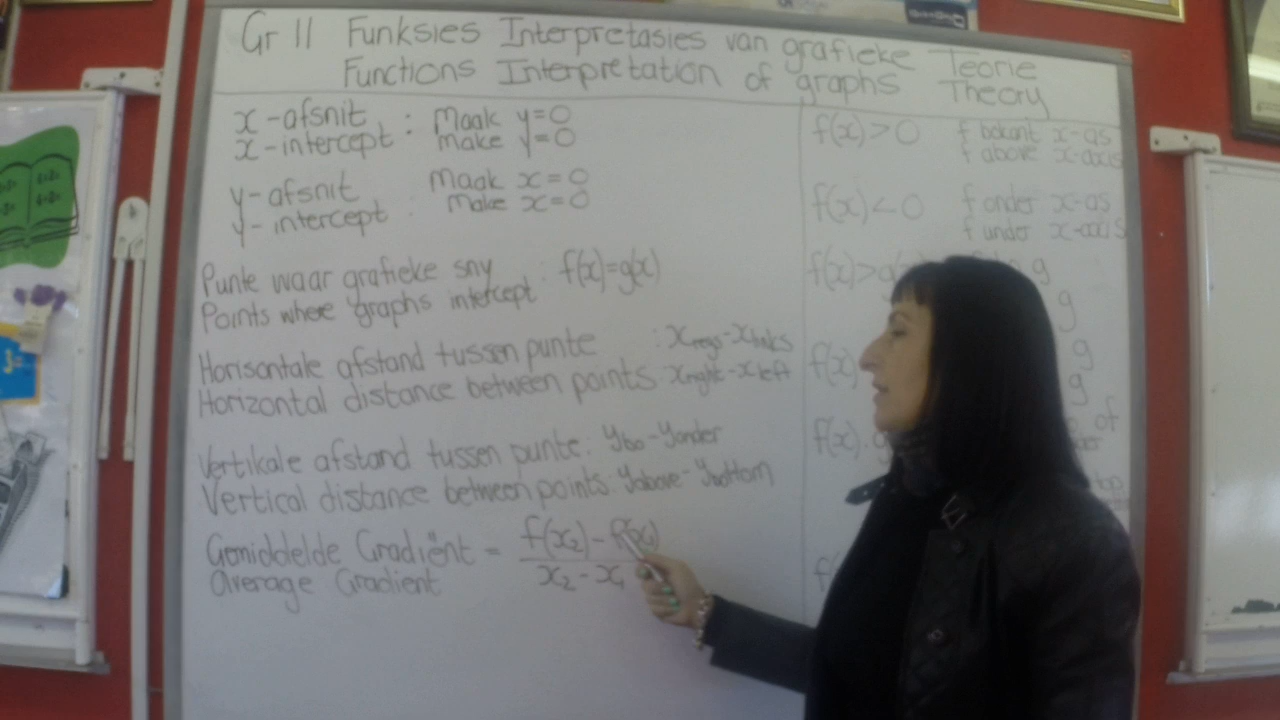 Gr 11 Funksies Interpretasies van grafieke Teorie
Functions Interpretation of graphs Theory
x-afsnit : Maak y=0
x-intercept : make y=0
y-afsnit : Maak x=0
y-intercept : make x=0
Punte waar grafieke sny : f(x)=g(x)
Points where graphs intercept
Horisontale afstand tussen punte : x regs - x links
Horizontal distance between points : x right - x left
Vertikale afstand tussen punte : y bo - y onder
Vertical distance between points : y above - y bottom
Gemiddelde Gradiënt = f(x₂)-f(x₁)
Average Gradient x₂-x₁
f(x)>0 f bokant x-as
f above x-axis
f(x)<0 f onder x-as
f under x-axis
f(x)>g
g
g
f(x)
g
g
f(x).
of
bo